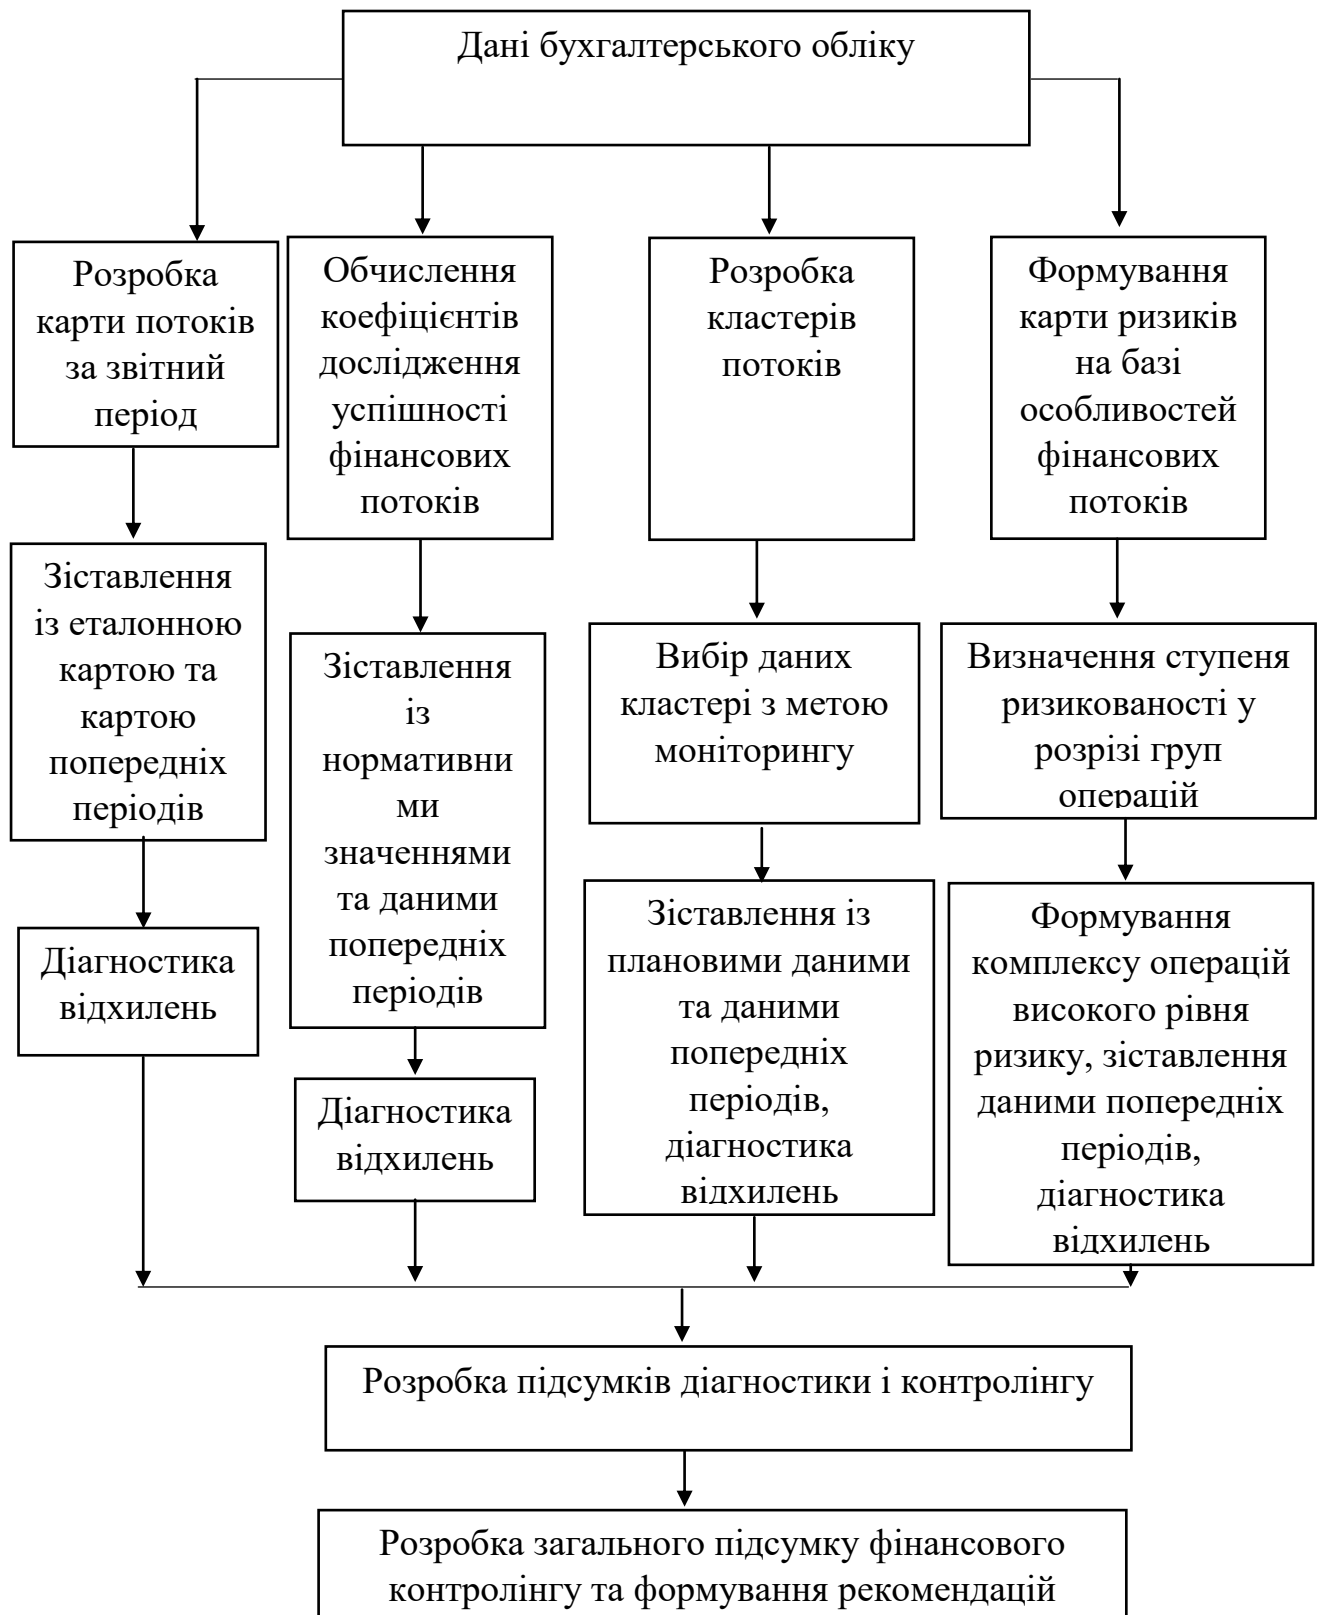 Дані бухгалтерського обліку
Розробка
карти потоків
за звітний
період
Обчислення
коефіцієнтів
дослідження
успішності
фінансових
потоків
Розробка
кластерів
потоків
Формування
карти ризиків
на базі
особливостей
фінансових
потоків
Зіставлення
із еталонною
картою та
картою
попередніх
періодів
Зіставлення
із
нормативни
ми
значеннями
та даними
попередніх
періодів
Вибір даних
кластері з метою
моніторингу
Визначення ступеня
ризикованості у
розрізі груп
операцій
Діагностика
відхилень
Діагностика
відхилень
Зіставлення із
плановими даними
та даними
попередніх
періодів,
діагностика
відхилень
Формування
комплексу операцій
високого рівня
ризику, зіставлення
даними попередніх
періодів,
діагностика
відхилень
Розробка підсумків діагностики і контролінгу
Розробка загального підсумку фінансового
контролінгу та формування рекомендацій